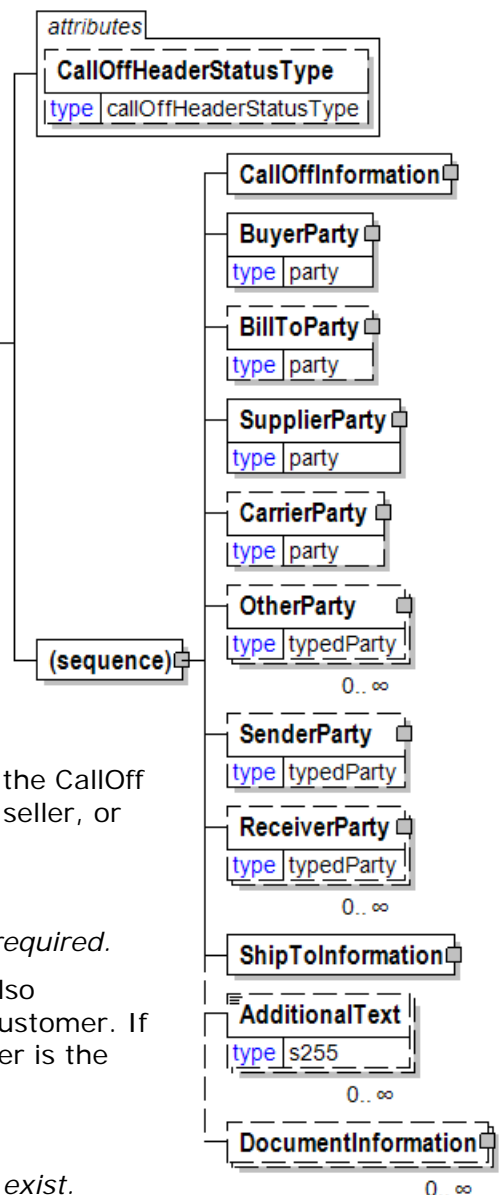 attributes
CallOffHeaderStatusType
type callOffHeaderStatusType
CallOffInformation
BuyerParty
type party
BillToParty
type party
SupplierParty
type party
CarrierParty
type party
OtherParty
type typedParty
0.. ∞
(sequence)
SenderParty
type typedParty
the CallOff
seller, or
ReceiverParty
type typedParty
0.. ∞
required.
ShipToInformation
lso
ustomer. If
er is the
AdditionalText
type s255
0.. ∞
DocumentInformation
exist.
0.. ∞